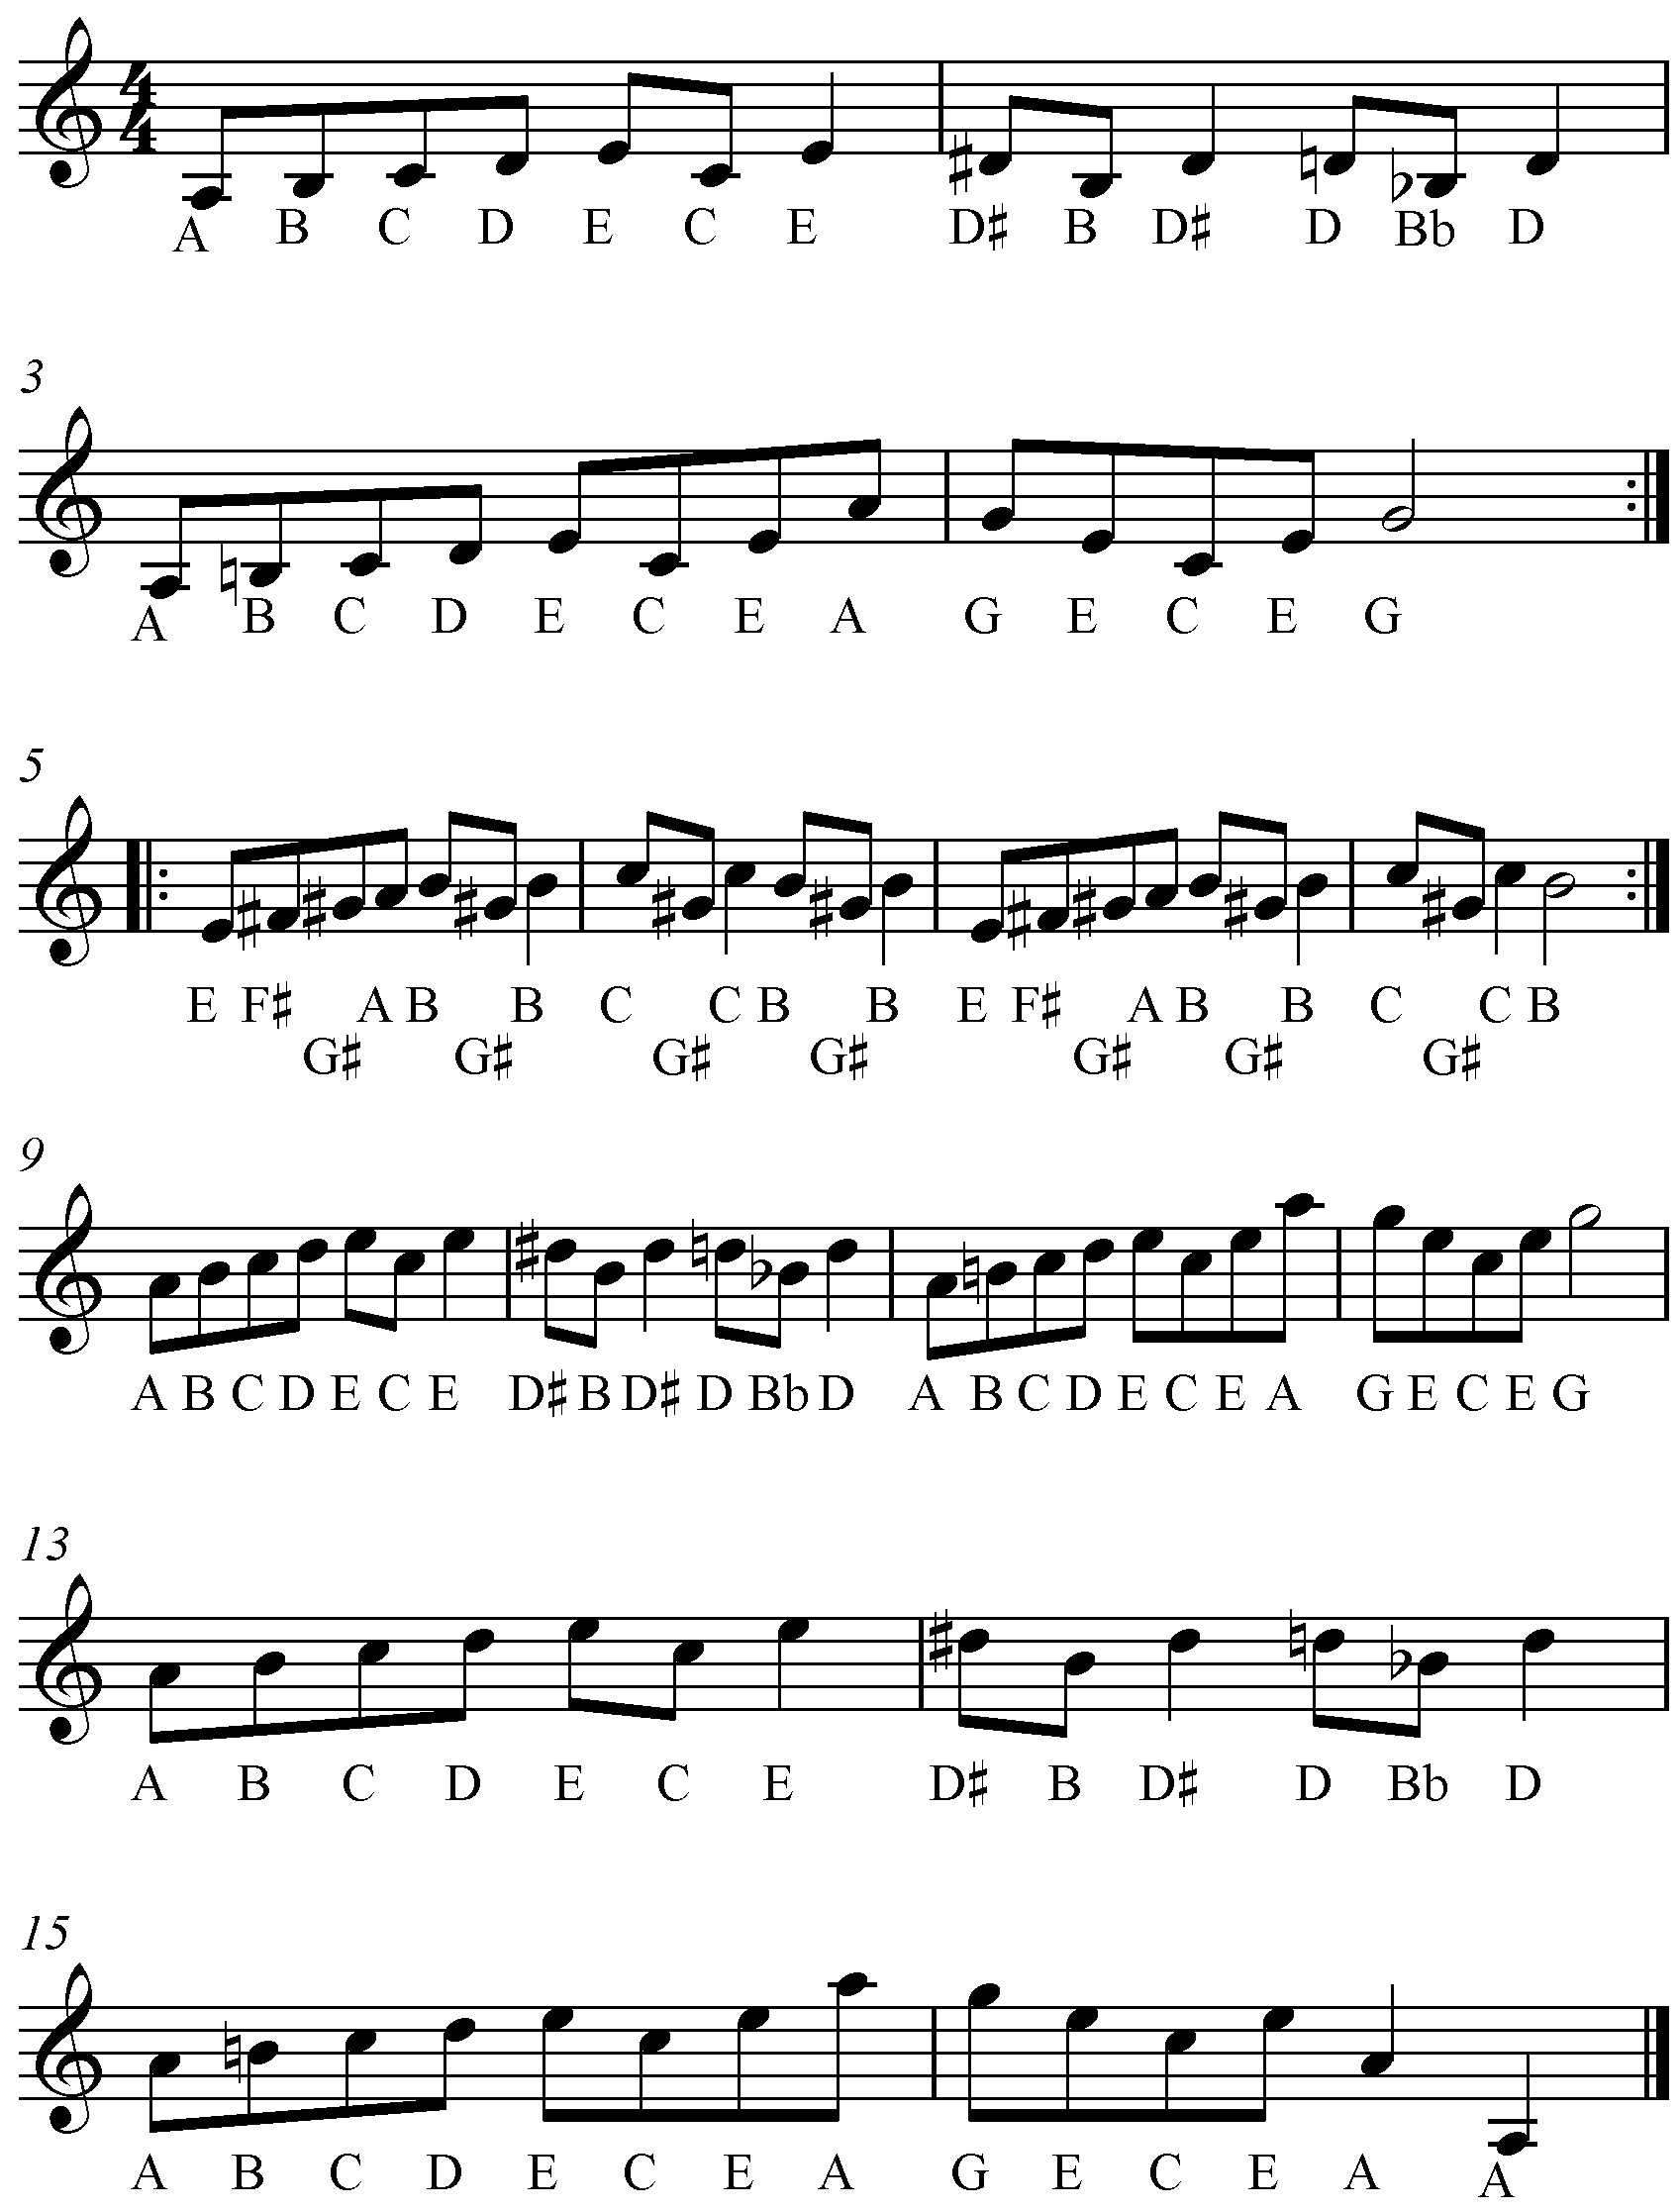 4
4
A B C D E C E D♯ B D♯ D Bb D
3
A B C D E C E A G E C E G
5
E F♯ A B B C C B B E F♯ A B B C C B
G♯ G♯ G♯ G♯ G♯ G♯ G♯
9
A B C D E C E D♯ B D♯ D Bb D A B C D E C E A G E C E G
13
A B C D E C E D♯ B D♯ D Bb D
15
A B C D E C E A G E C E A A